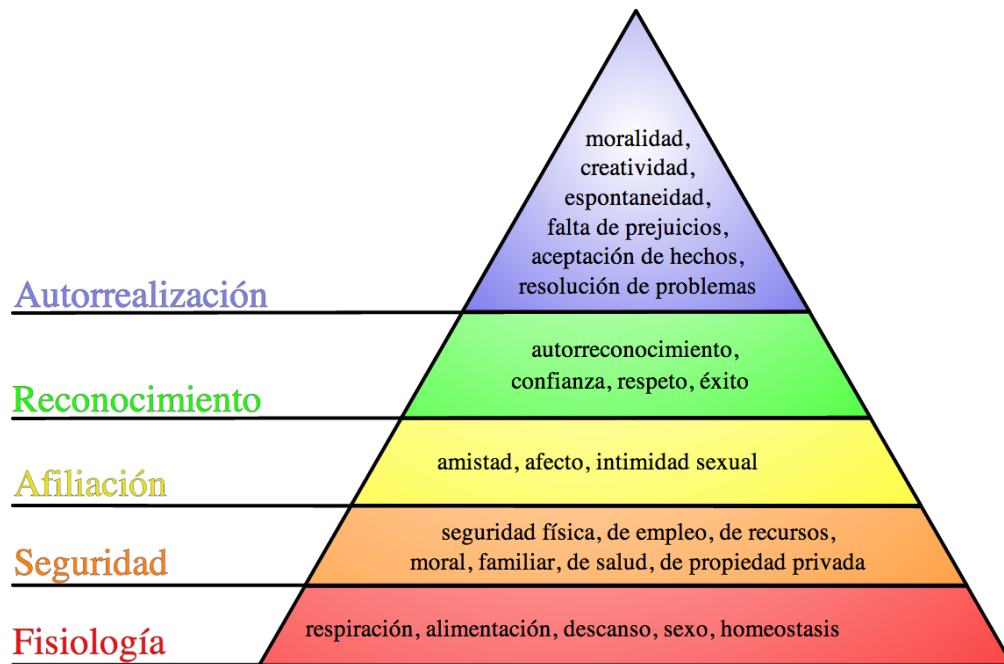 moralidad,
creatividad,
espontaneidad,
falta de prejuicios,
aceptación de hechos,
resolución de problemas
Autorrealización
autorreconocimiento,
confianza, respeto, éxito
Reconocimiento
amistad, afecto, intimidad sexual
Afiliación
seguridad física, de empleo, de recursos,
moral, familiar, de salud, de propiedad privada
Seguridad
respiración, alimentación, descanso, sexo, homeostasis
Fisiología